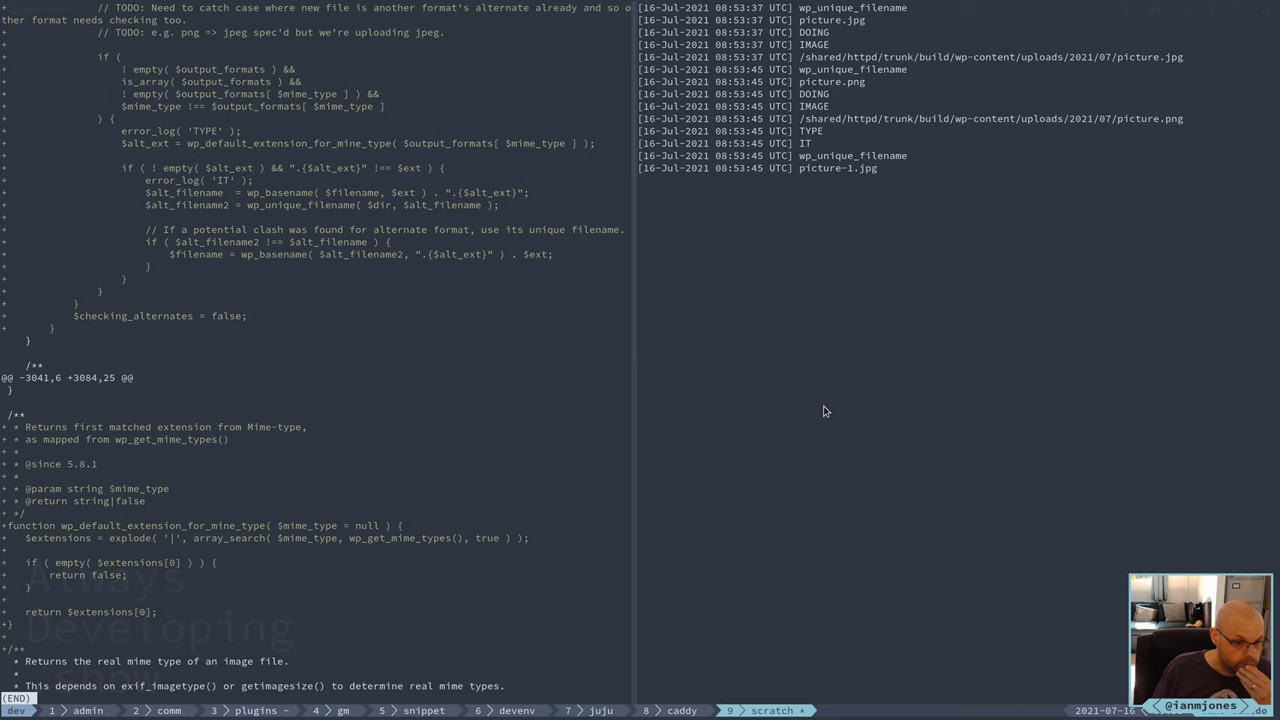 // TODO: Need to catch case where new file is another format's alternate already and so o
ther format needs checking too.
+ // TODO: e.g. png => jpeg spec'd but we're uploading jpeg.
+
+ if (
+ ! empty( $output_formats ) &&
+ is_array( $output_formats ) &&
+ ! empty( $output_formats[ $mime_type ] ) &&
+ $mime_type !== $output_formats[ $mime_type ]
+ ) {
+ error_log( 'TYPE' );
+ $alt_ext = wp_default_extension_for_mine_type( $output_formats[ $mime_type ] );
+
+ if ( ! empty( $alt_ext ) && ".{$alt_ext}" !== $ext ) {
+ error_log( 'IT' );
+ $alt_filename  = wp_basename( $filename, $ext ) . ".{$alt_ext}";
+ $alt_filename2 = wp_unique_filename( $dir, $alt_filename );
+
+ // If a potential clash was found for alternate format, use its unique filename.
+ if ( $alt_filename2 !== $alt_filename ) {
+ $filename = wp_basename( $alt_filename2, ".{$alt_ext}" ) . $ext;
+ }
+ }
+ }
+ }
+ $checking_alternates = false;
+ }
}
/**
@@ -3041,6 +3084,25 @@
}
/**
+ * Returns first matched extension from Mime-type,
+ * as mapped from wp_get_mime_types()
+ *
+ * @since 5.8.1
+ *
+ * @param string $mime_type
+ * @return string|false
+ */
+function wp_default_extension_for_mine_type( $mime_type = null ) {
+ $extensions = explode( '|', array_search( $mime_type, wp_get_mime_types(), true ) );
+
+ if ( empty( $extensions[0] ) ) {
+ return false;
+ }
+
+ return $extensions[0];
+}
+
+/**
* Returns the real mime type of an image file.
*
* This depends on exif_imagetype() or getimagesize() to determine real mime types.
(END)
[16-Jul-2021 08:53:37 UTC] wp_unique_filename
[16-Jul-2021 08:53:37 UTC] picture.jpg
[16-Jul-2021 08:53:37 UTC] DOING
[16-Jul-2021 08:53:37 UTC] IMAGE
[16-Jul-2021 08:53:37 UTC] /shared/httpd/trunk/build/wp-content/uploads/2021/07/picture.jpg
[16-Jul-2021 08:53:45 UTC] wp_unique_filename
[16-Jul-2021 08:53:45 UTC] picture.png
[16-Jul-2021 08:53:45 UTC] DOING
[16-Jul-2021 08:53:45 UTC] IMAGE
[16-Jul-2021 08:53:45 UTC] /shared/httpd/trunk/build/wp-content/uploads/2021/07/picture.png
[16-Jul-2021 08:53:45 UTC] TYPE
[16-Jul-2021 08:53:45 UTC] IT
[16-Jul-2021 08:53:45 UTC] wp_unique_filename
[16-Jul-2021 08:53:45 UTC] picture-1.jpg
Always
Developing
Show
dev 1 admin 2 comm 3 plugins - 4 gm 5 snippet 6 devenv 7 juju 8 caddy 9 scratch * 2021-07-16 do
@ianmjones